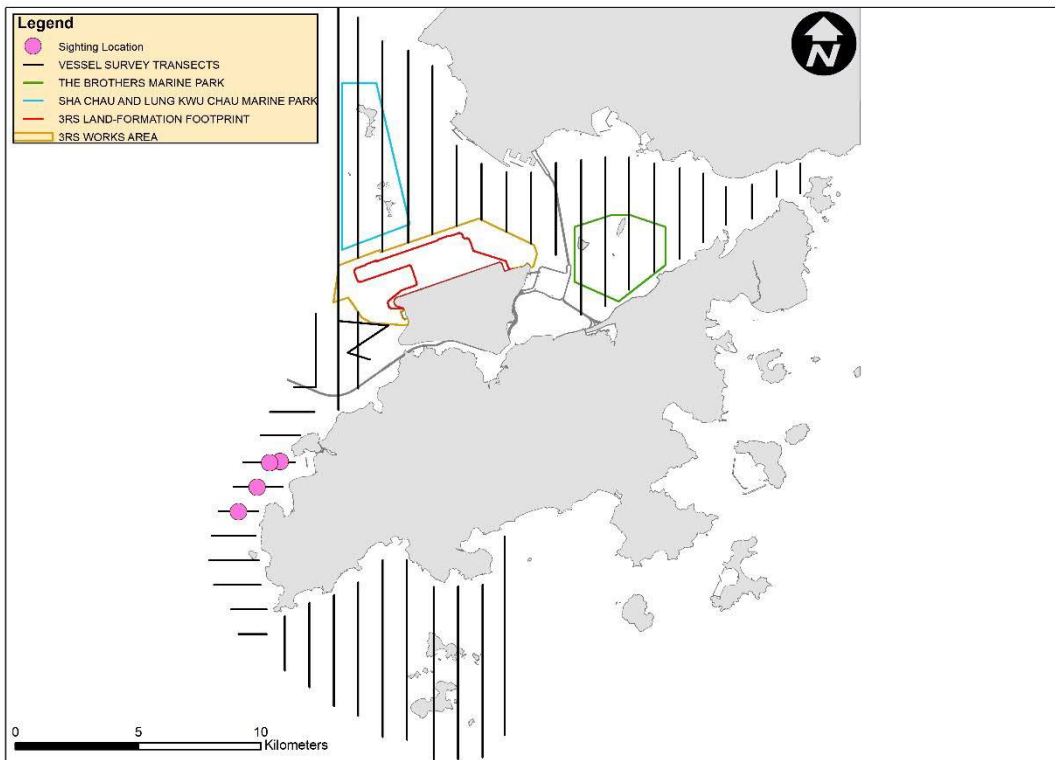 Legend
Sighting Location
VESSEL SURVEY TRANSECTS
THE BROTHERS MARINE PARK
SHA CHAU AND LUNG KWU CHAU MARINE PARK
3RS LAND-FORMATION FOOTPRINT
3RS WORKS AREA
N
0 5 10
Kilometers